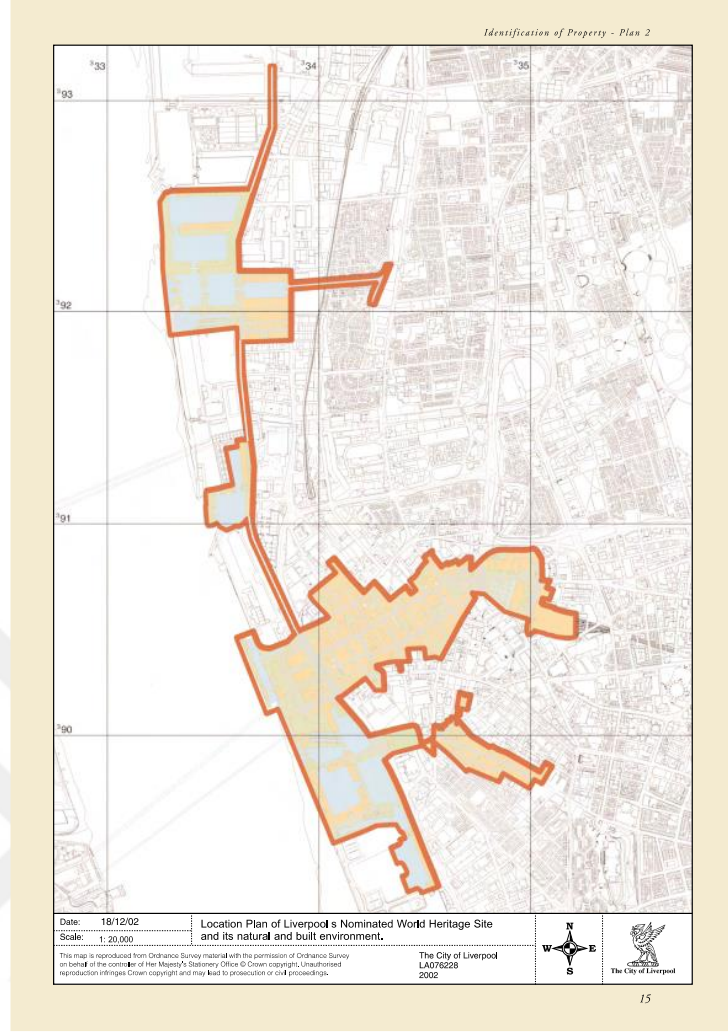 Identification of Property - Plan 2
³33 ³34 ³35
³93
³92
³91
³90
Date: 18/12/02
Scale: 1: 20,000
Location Plan of Liverpool s Nominated World Heritage Site
and its natural and built environment.
This map is reproduced from Ordnance Survey material with the permission of Ordnance Survey
on behalf of the controller of Her Majesty's Stationery Office © Crown copyright. Unauthorised
reproduction infringes Crown copyright and may lead to prosecution or civil proceedings.
The City of Liverpool
LA076228
2002
N
W E
S
The City of Liverpool
15